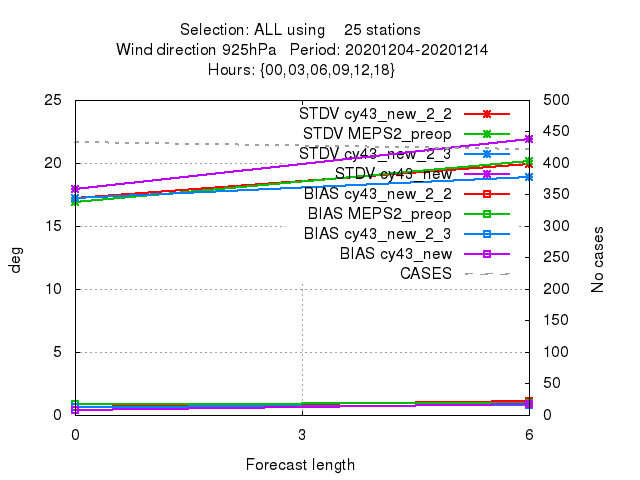 Selection: ALL using 25 stations
Wind direction 925hPa Period: 20201204-20201214
Hours: {00,03,06,09,12,18}
STDV cy43_new_2_2
STDV MEPS2_preop
STDV cy43_new_2_3
STDV cy43_new
BIAS cy43_new_2_2
BIAS MEPS2_preop
BIAS cy43_new_2_3
BIAS cy43_new
CASES
25
20
15
10
5
0
deg
500
450
400
350
300
250
200
150
100
50
0
No cases
0 3 6
Forecast length